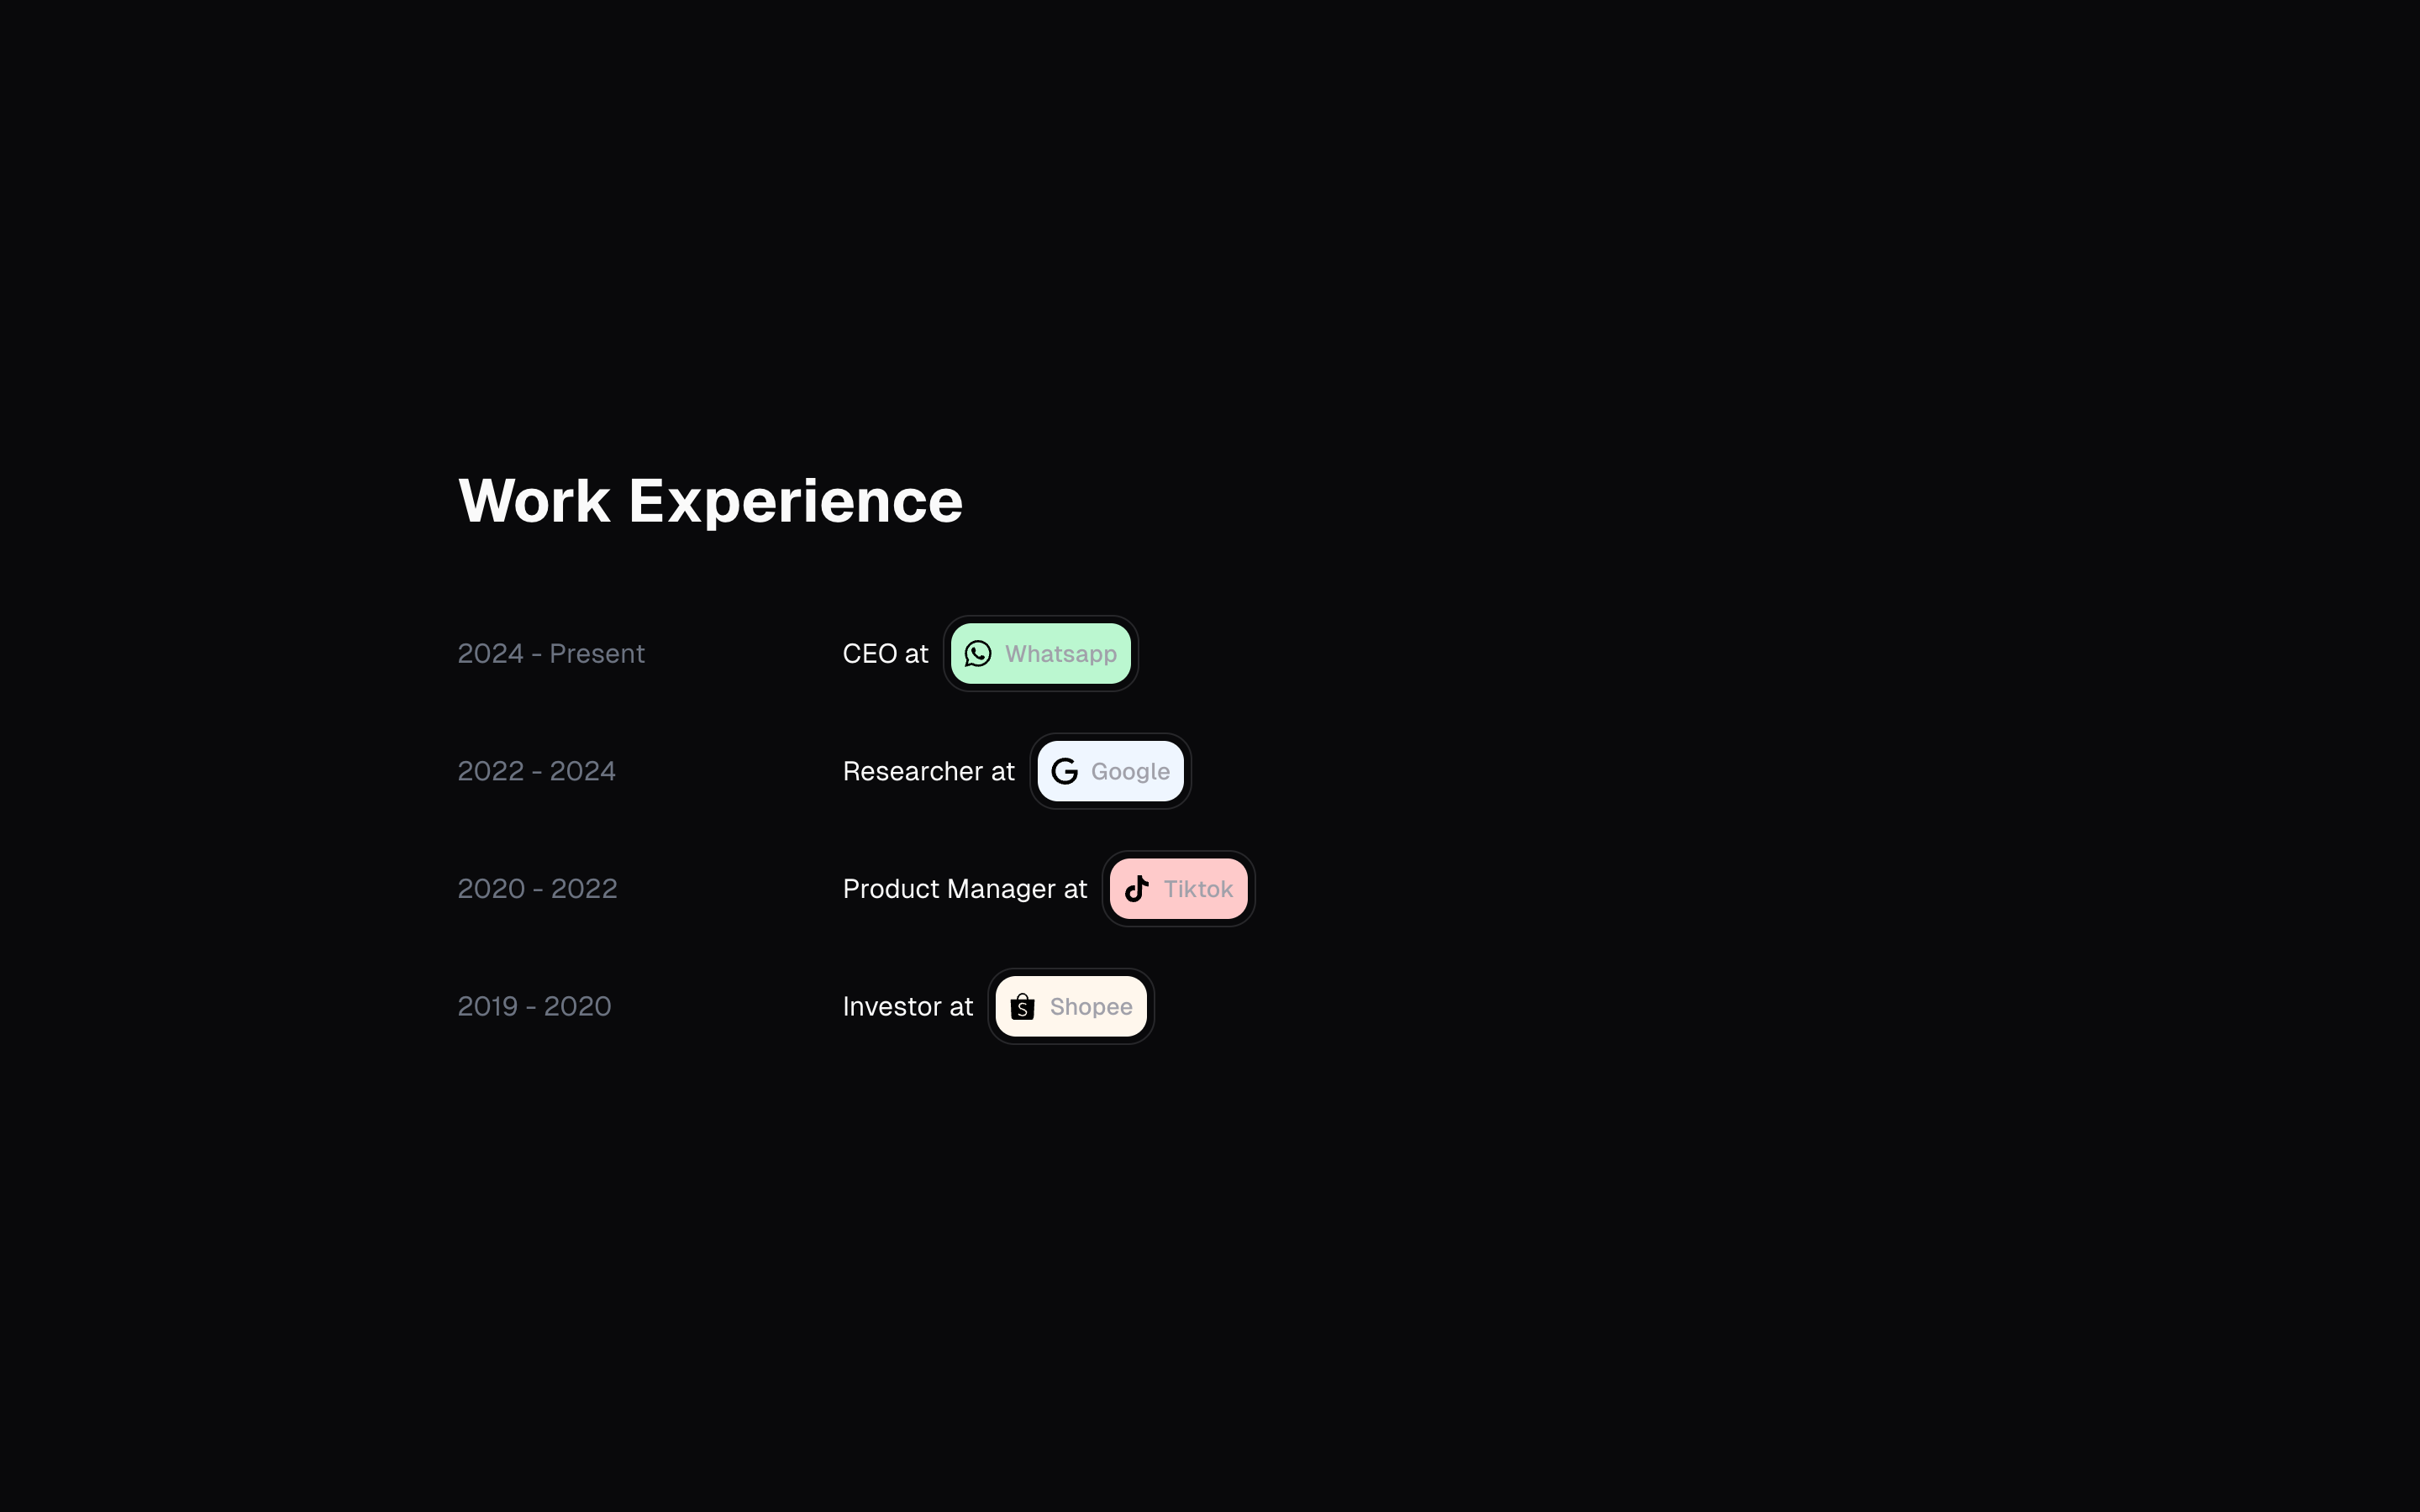 Work Experience
2024 - Present CEO at Whatsapp
2022 - 2024 Researcher at Google
2020 - 2022 Product Manager at Tiktok
2019 - 2020 Investor at Shopee